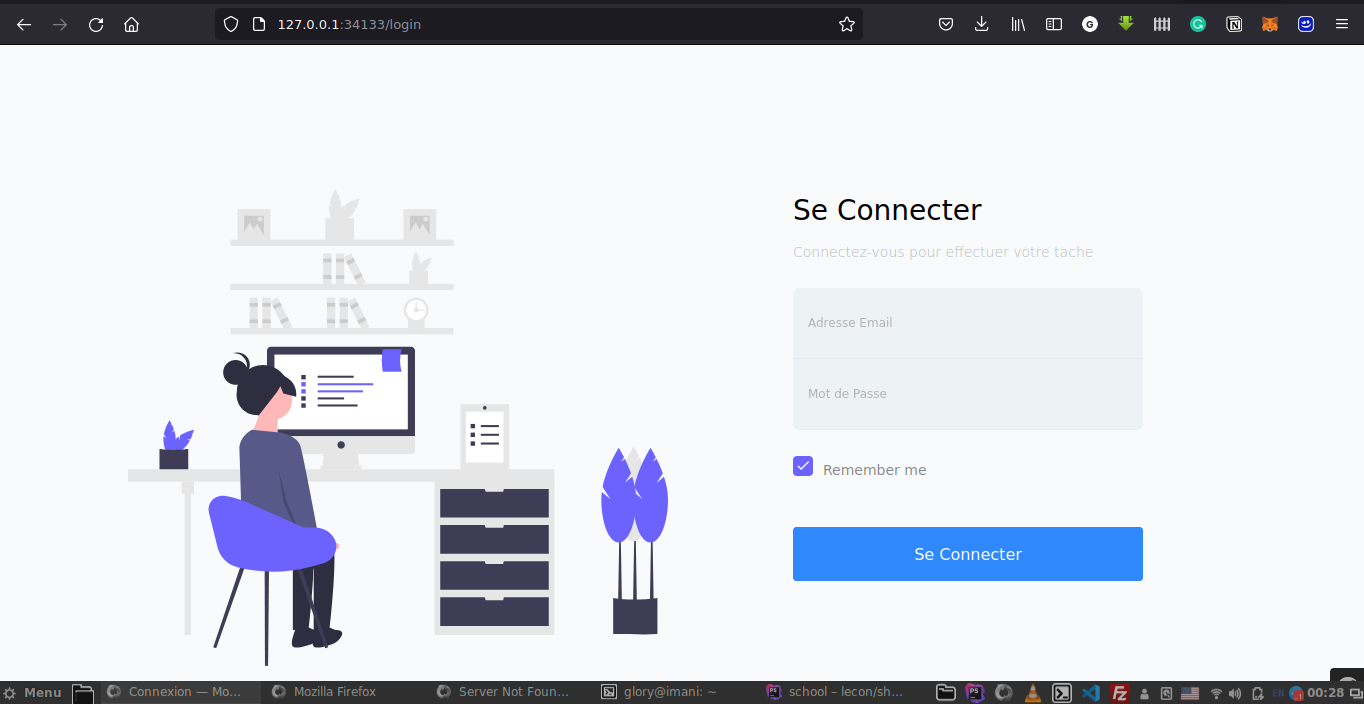 127.0.0.1:34133/login
Se Connecter
Connectez-vous pour effectuer votre tache
Adresse Email
Mot de Passe
Remember me
Se Connecter
Menu
Connexion — Mo...
Mozilla Firefox
Server Not Foun...
glory@imani: ~
school – lecon/sh...
EN
00:28